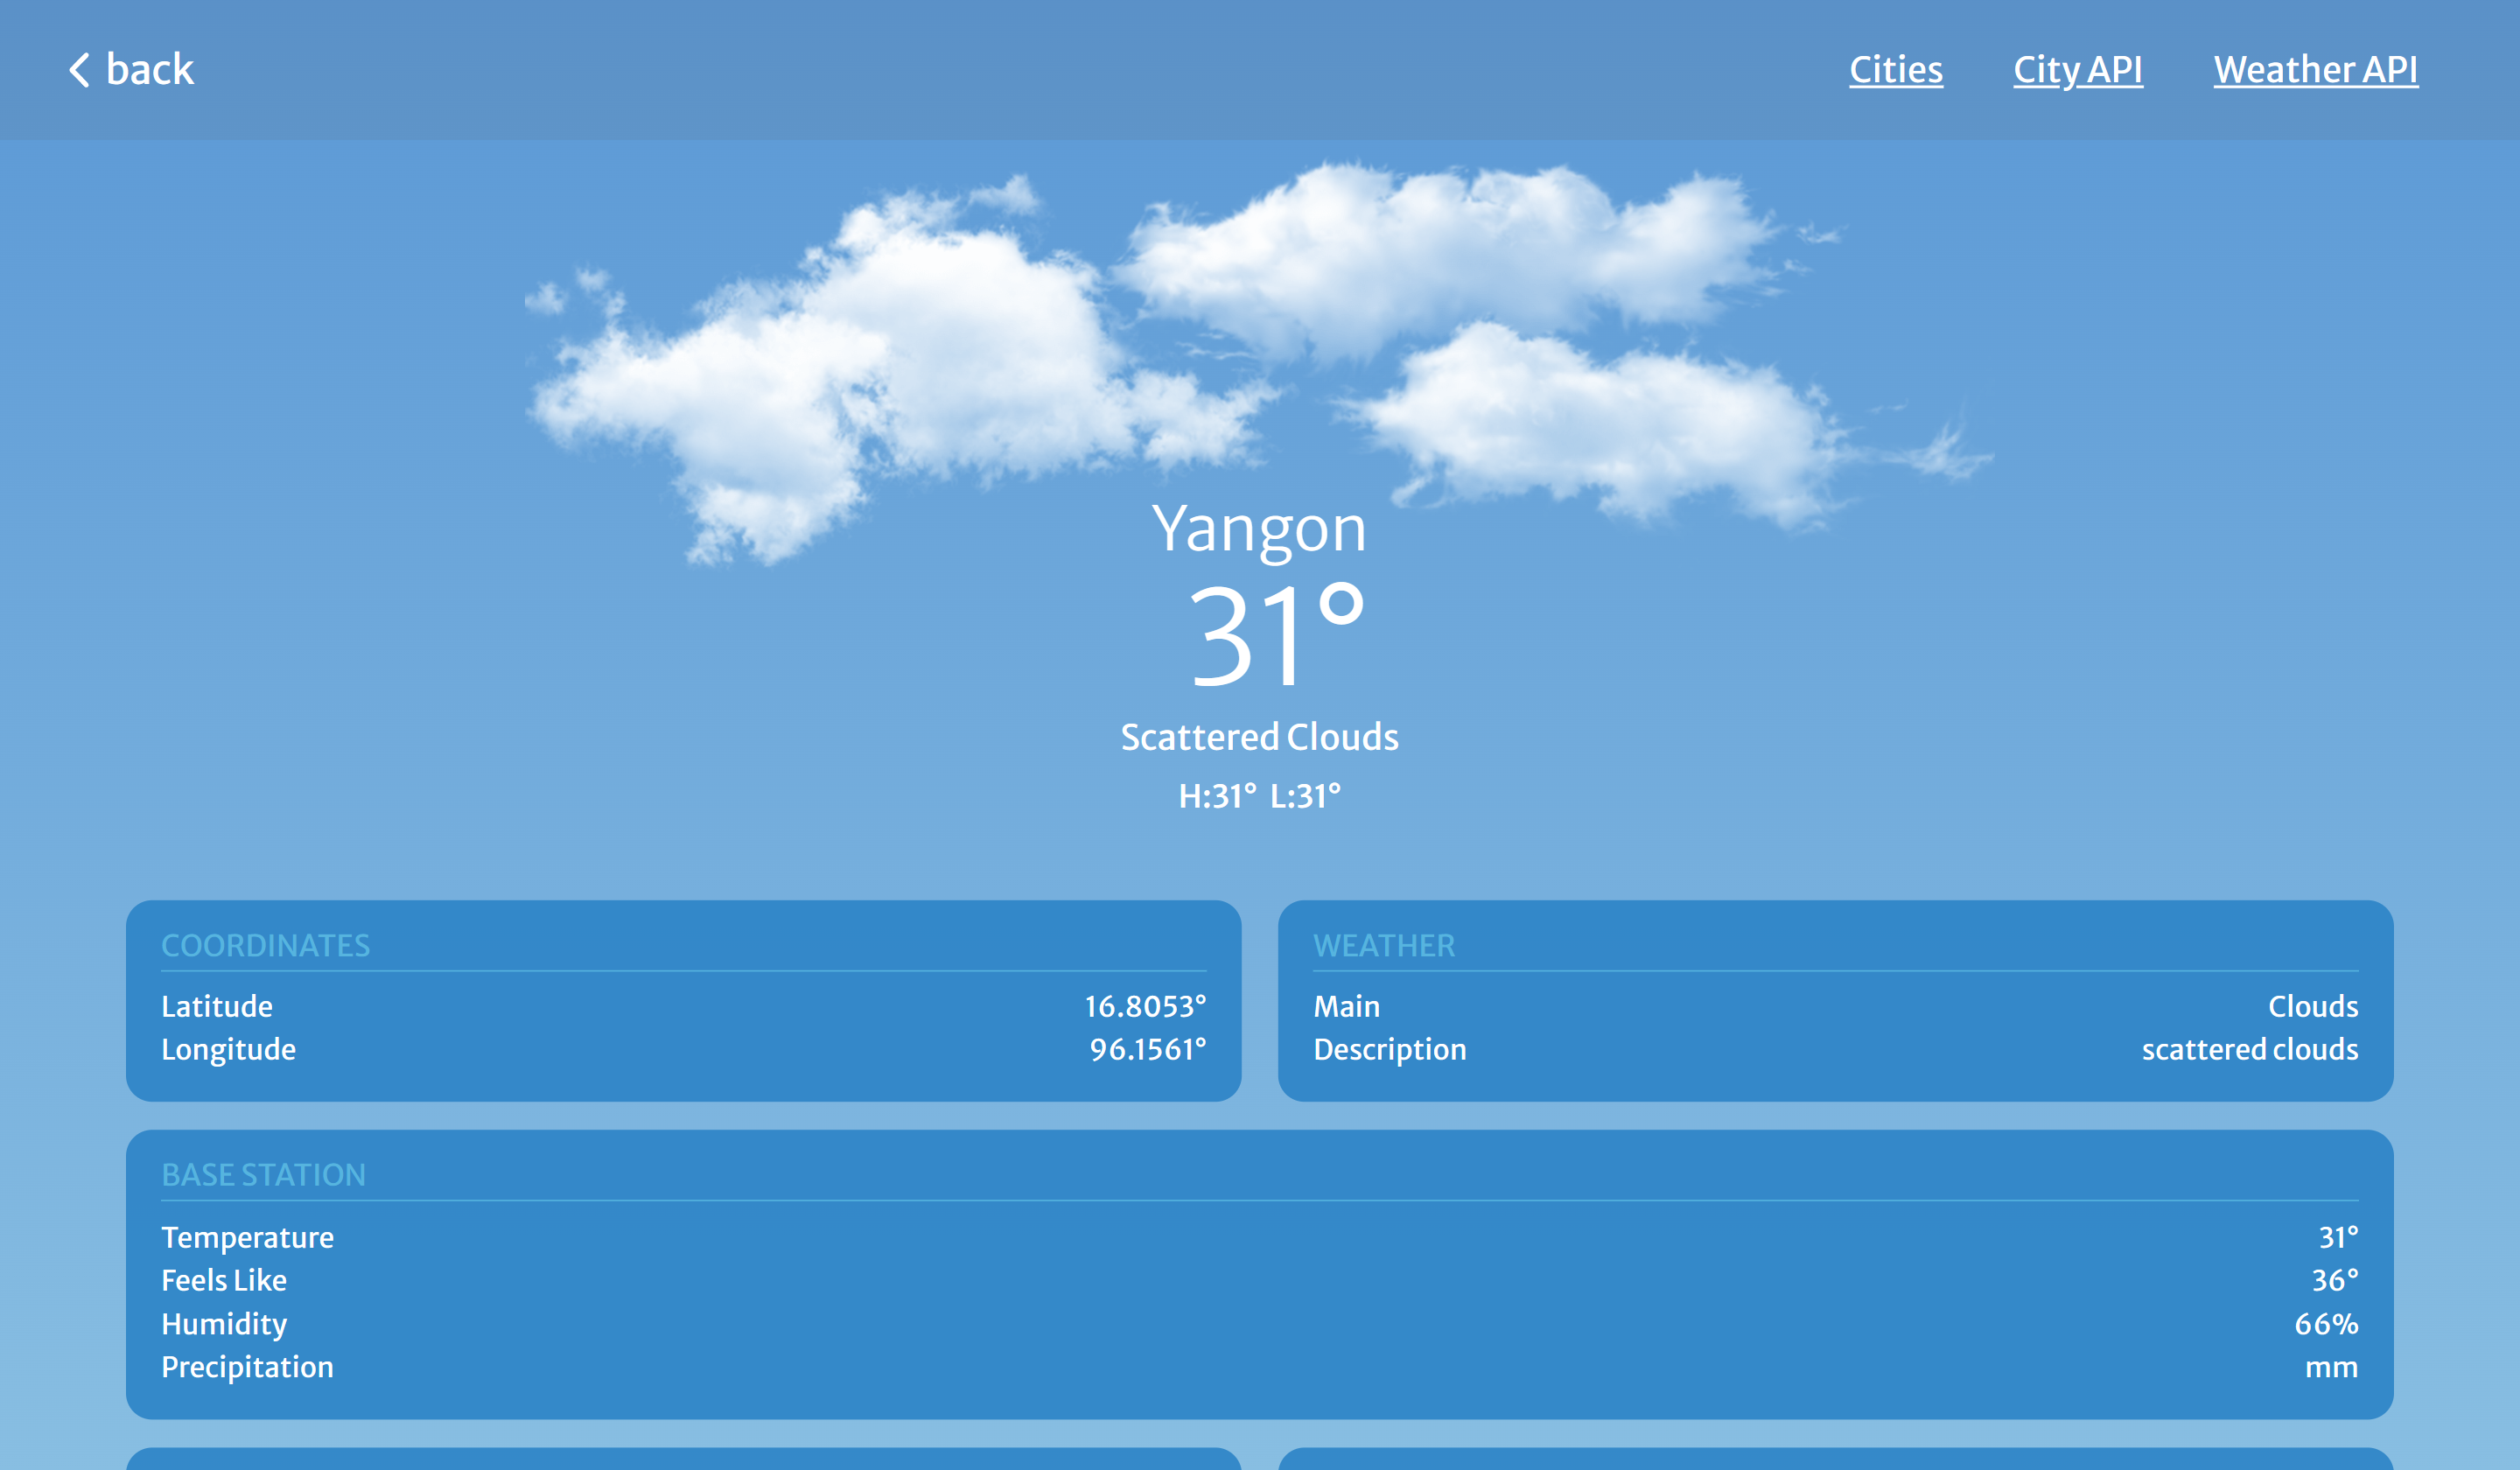 back
Cities
City API
Weather API
Yangon
31°
Scattered Clouds
H:31° L:31°
COORDINATES
Latitude 16.8053°
Longitude 96.1561°
WEATHER
Main Clouds
Description scattered clouds
BASE STATION
Temperature 31°
Feels Like 36°
Humidity 66%
Precipitation mm